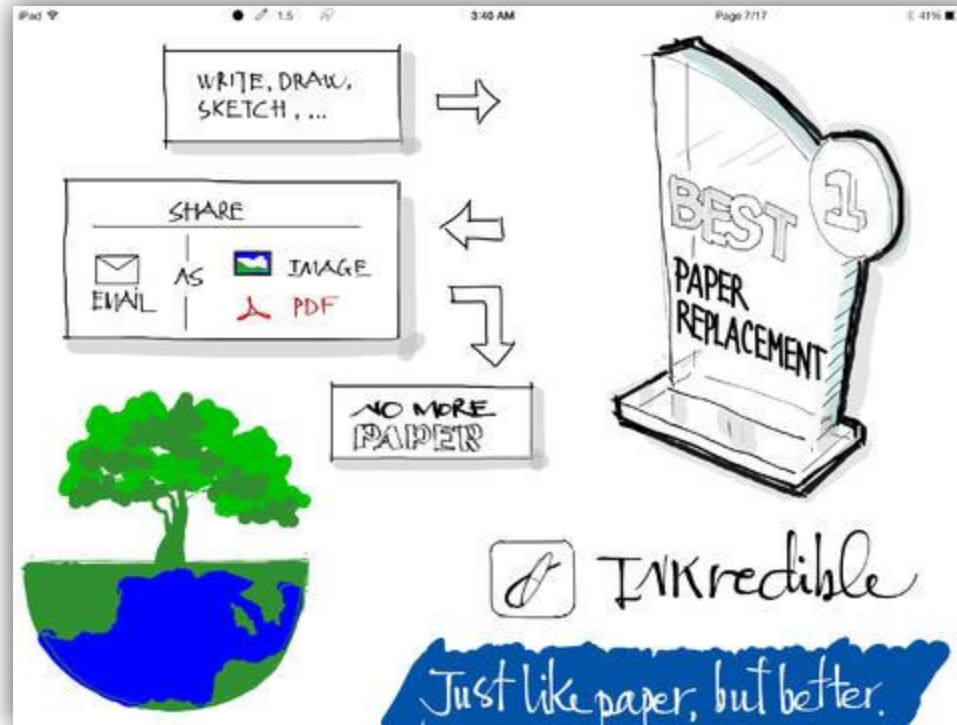 iPad
1.5
3:40 AM
Page 7/17
41%
WRITE, DRAW,
SKETCH, ...
SHARE
EMAIL
AS
IMAGE
PDF
NO MORE
PAPER
BEST
1
PAPER
REPLACEMENT
INKredible
Just like paper, but better.